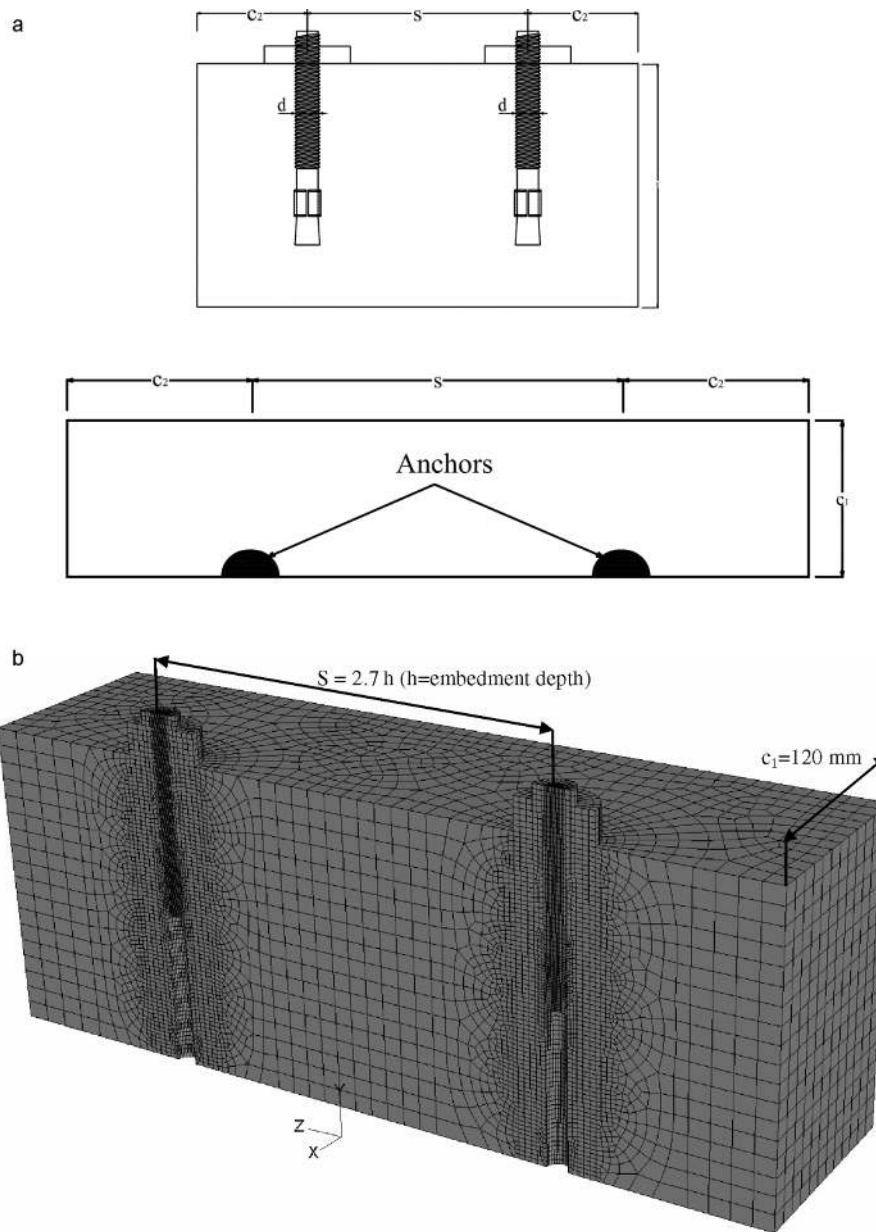 a
c₂ s c₂
d d
c₂ s c₂
Anchors
c₁
b
S = 2.7 h (h=embedment depth)
c₁=120 mm
Y
Z
X